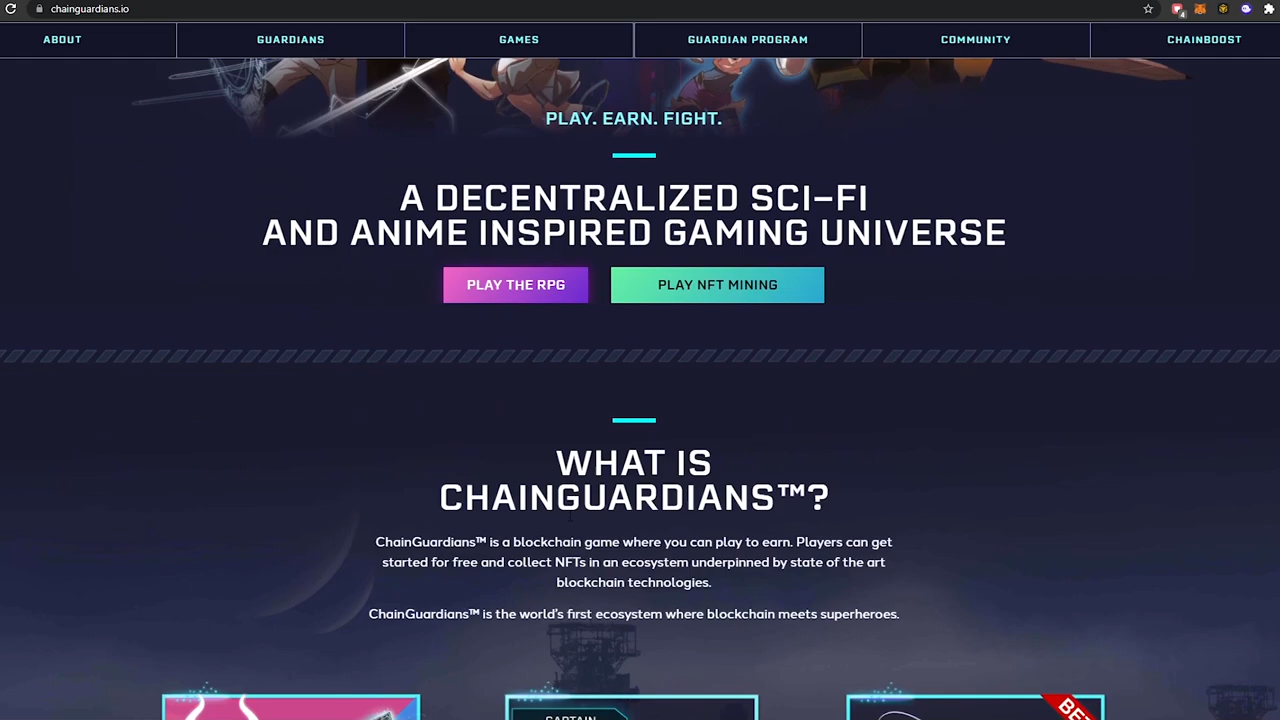 chainguardians.io
4
ABOUT
GUARDIANS
GAMES
GUARDIAN PROGRAM
COMMUNITY
CHAINBOOST
PLAY. EARN. FIGHT.
A DECENTRALIZED SCI-FI
AND ANIME INSPIRED GAMING UNIVERSE
PLAY THE RPG
PLAY NFT MINING
WHAT IS
CHAINGUARDIANS™?
ChainGuardians™ is a blockchain game where you can play to earn. Players can get
started for free and collect NFTs in an ecosystem underpinned by state of the art
blockchain technologies.
ChainGuardians™ is the world's first ecosystem where blockchain meets superheroes.
CAPTAIN